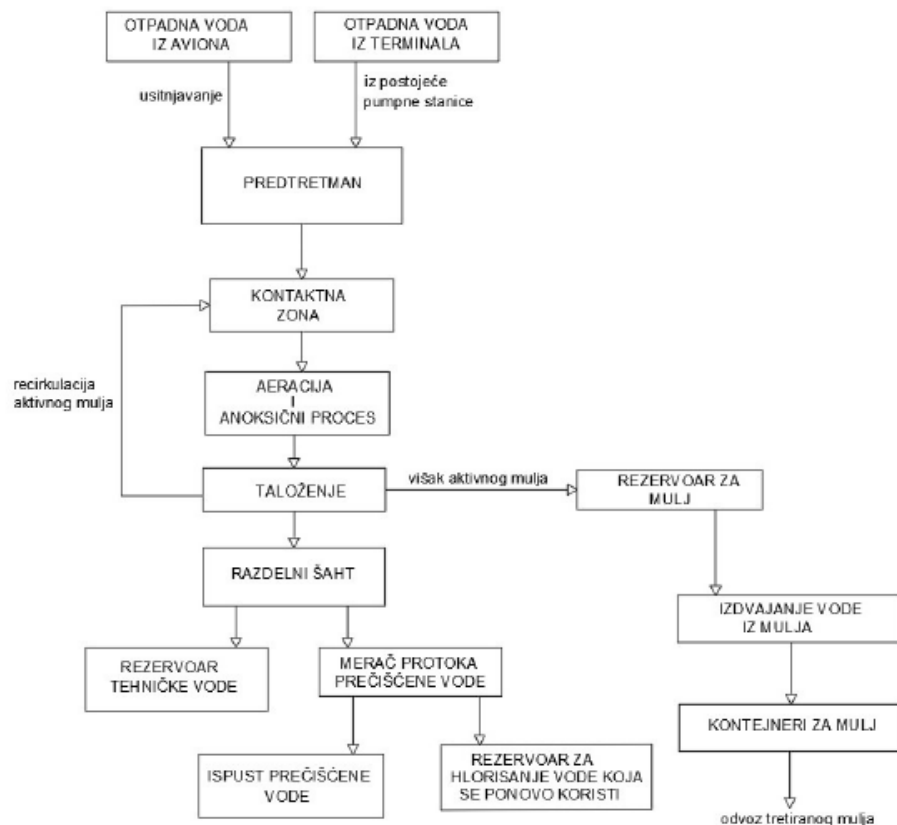 OTPADNA VODA
IZ AVIONA
OTPADNA VODA
IZ TERMINALA
usitnjavanje
iz postojeće
pumpne stanice
PREDTRETMAN
KONTAKTNA
ZONA
recirkulacija
aktivnog mulja
AERACIJA
I
ANOKSIČNI PROCES
TALOŽENJE
višak aktivnog mulja
REZERVOAR ZA
MULJ
RAZDELNI ŠAHT
IZDVAJANJE VODE
IZ MULJA
REZERVOAR
TEHNIČKE VODE
MERAČ PROTOKA
PREČIŠĆENE VODE
KONTEJNERI ZA MULJ
ISPUST PREČIŠĆENE
VODE
REZERVOAR ZA
HLORISANJE VODE KOJA
SE PONOVO KORISTI
odvoz tretiranog mulja